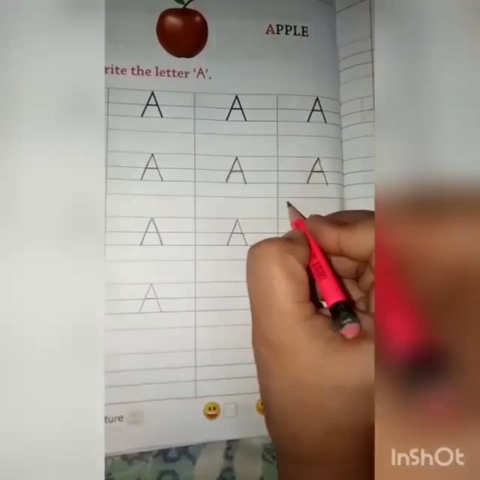 APPLE
rite the letter 'A'.
A A A
A A A
A A
A
ture
InShOt